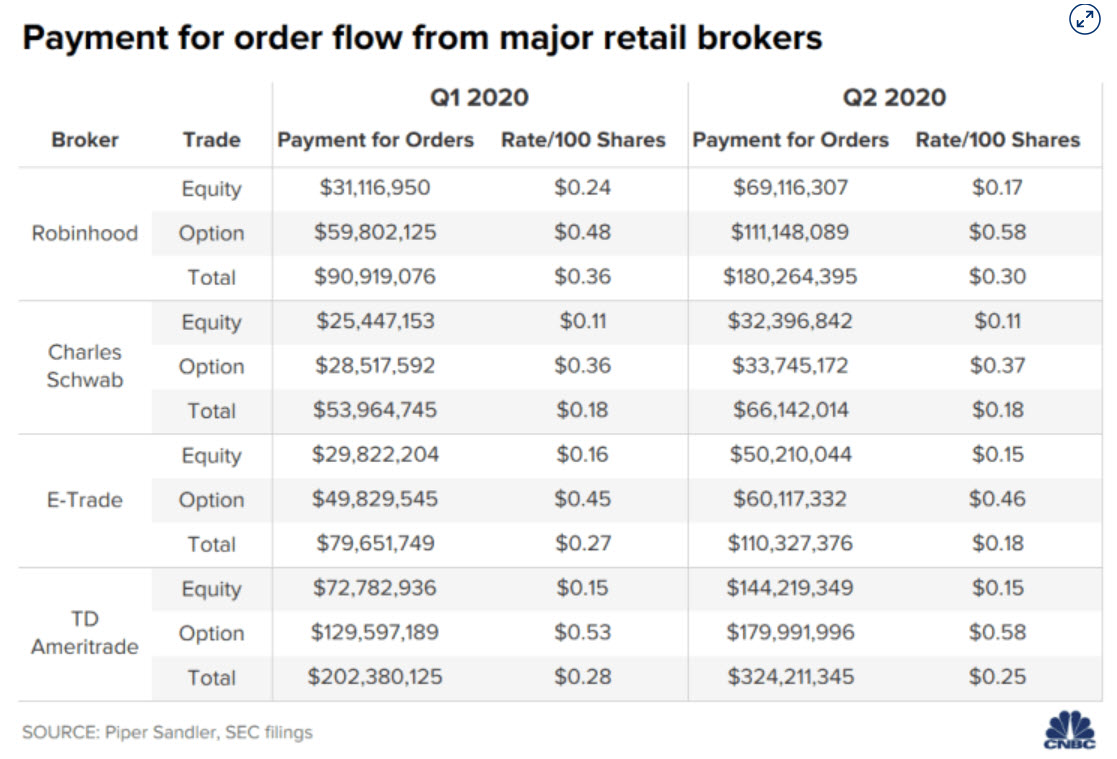 Payment for order flow from major retail brokers
Q1 2020 Q2 2020
Broker Trade Payment for Orders Rate/100 Shares Payment for Orders Rate/100 Shares
Equity $31,116,950 $0.24 $69,116,307 $0.17
Robinhood Option $59,802,125 $0.48 $111,148,089 $0.58
Total $90,919,076 $0.36 $180,264,395 $0.30
Equity $25,447,153 $0.11 $32,396,842 $0.11
Charles
Schwab
Option $28,517,592 $0.36 $33,745,172 $0.37
Total $53,964,745 $0.18 $66,142,014 $0.18
Equity $29,822,204 $0.16 $50,210,044 $0.15
E-Trade Option $49,829,545 $0.45 $60,117,332 $0.46
Total $79,651,749 $0.27 $110,327,376 $0.18
Equity $72,782,936 $0.15 $144,219,349 $0.15
TD
Ameritrade
Option $129,597,189 $0.53 $179,991,996 $0.58
Total $202,380,125 $0.28 $324,211,345 $0.25
SOURCE: Piper Sandler, SEC filings
CNBC